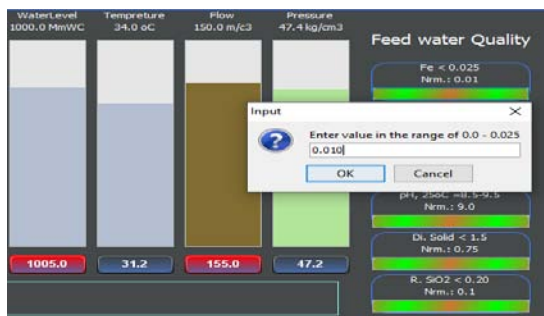 WaterLevel
1000.0 MmWC
Tempreture
34.0 oC
Flow
150.0 m/c3
Pressure
47.4 kg/cm3
Feed water Quality
Fe < 0.025
Nrm.: 0.01
Input
Enter value in the range of 0.0 - 0.025
0.010
OK
Cancel
pH, 25oC =8.5-9.5
Nrm.: 9.0
Di. Solid < 1.5
Nrm.: 0.75
R. SiO2 < 0.20
Nrm.: 0.1
1005.0
31.2
155.0
47.2